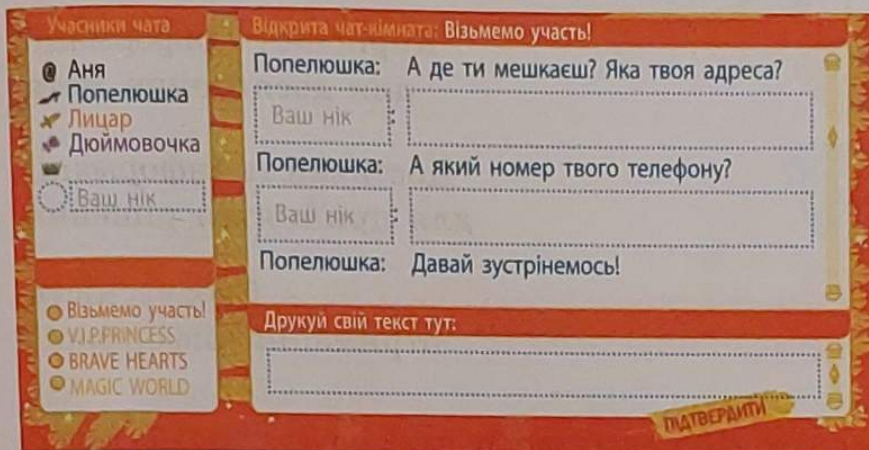 Учасники чата
@ Аня
Попелюшка
Лицар
Дюймовочка
Ваш нік
Візьмемо участь!
V.I.P.PRINCESS
BRAVE HEARTS
MAGIC WORLD
Відкрита чат-кімната: Візьмемо участь!
Попелюшка: А де ти мешкаєш? Яка твоя адреса?
Ваш нік :
Попелюшка: А який номер твого телефону?
Ваш нік :
Попелюшка: Давай зустрінемось!
Друкуй свій текст тут:
ПІДТВЕРДИТИ